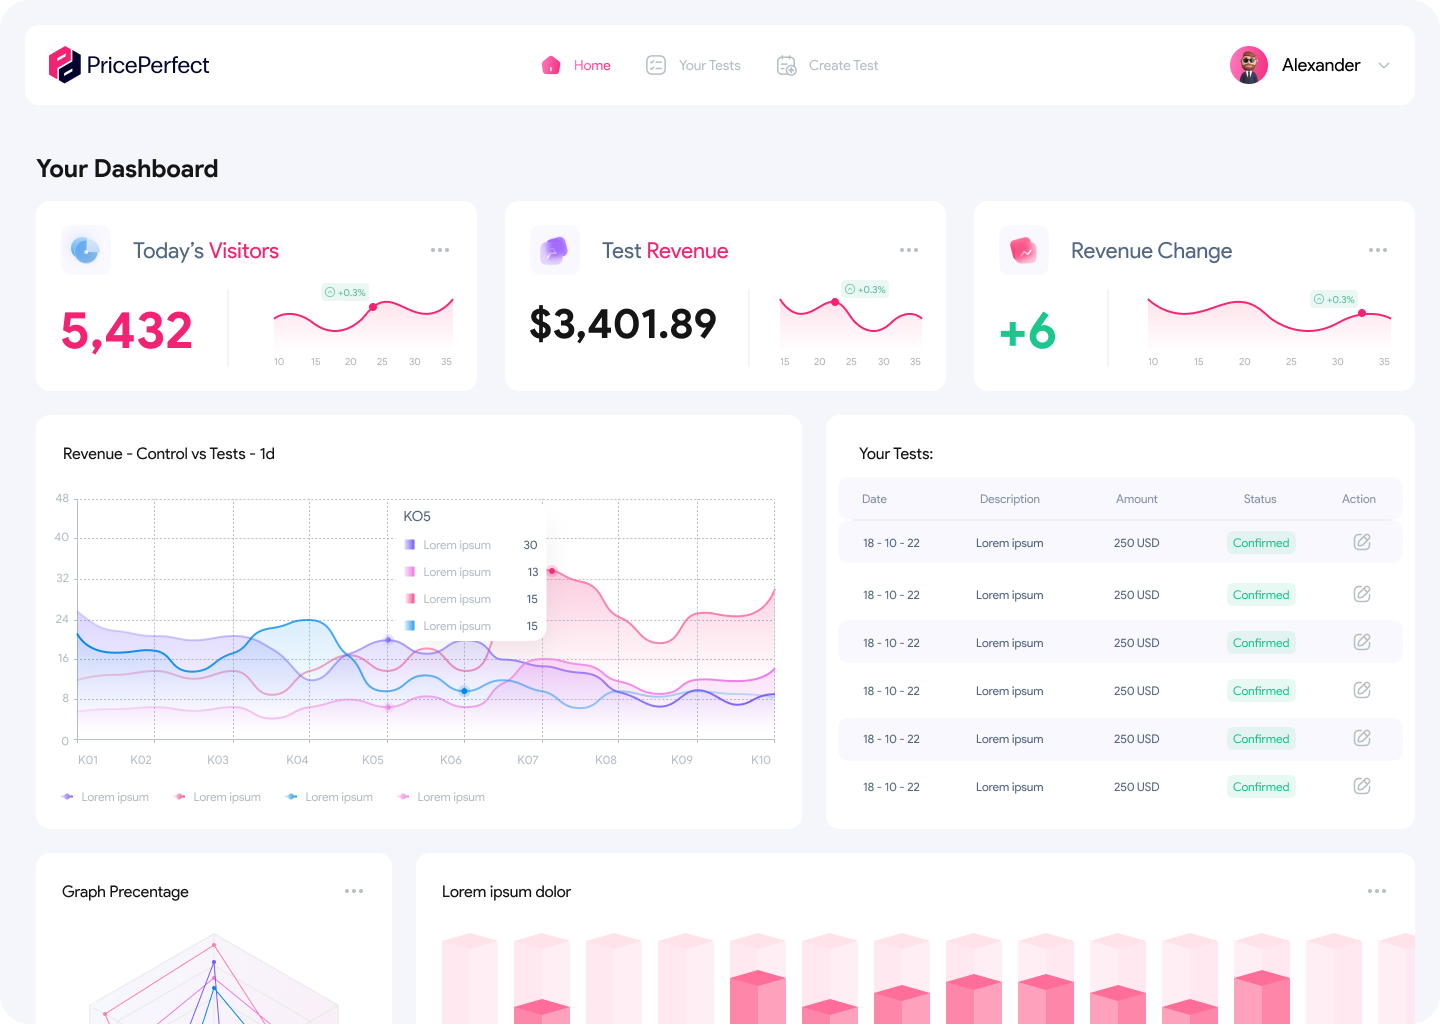 PricePerfect
Home
Your Tests
Create Test
Alexander
Your Dashboard
Today's Visitors
+0.3%
5,432
10 15 20 25 30 35
Test Revenue
+0.3%
$3,401.89
15 20 25 30 35
Revenue Change
+0.3%
+6
10 15 20 25 30 35
Revenue - Control vs Tests - 1d
48
40
32
24
16
8
0
KO5
Lorem ipsum 30
Lorem ipsum 13
Lorem ipsum 15
Lorem ipsum 15
K01 K02 K03 K04 K05 K06 K07 K08 K09 K10
Lorem ipsum Lorem ipsum Lorem ipsum Lorem ipsum
Your Tests:
Date Description Amount Status Action
18 - 10 - 22 Lorem ipsum 250 USD Confirmed
18 - 10 - 22 Lorem ipsum 250 USD Confirmed
18 - 10 - 22 Lorem ipsum 250 USD Confirmed
18 - 10 - 22 Lorem ipsum 250 USD Confirmed
18 - 10 - 22 Lorem ipsum 250 USD Confirmed
18 - 10 - 22 Lorem ipsum 250 USD Confirmed
Graph Precentage
Lorem ipsum dolor